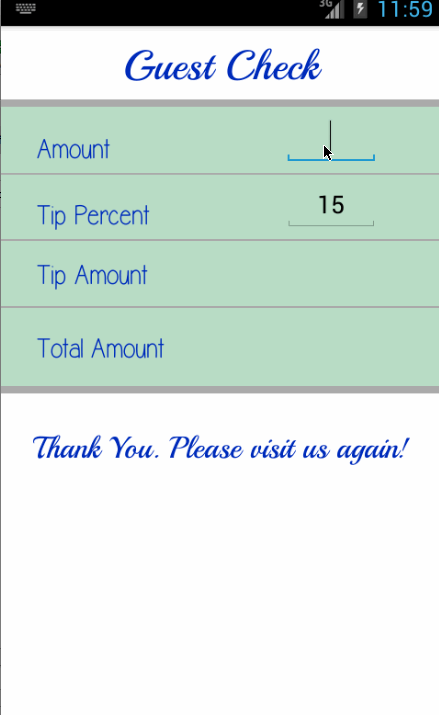 3G 11:59
Guest Check
Amount
Tip Percent 15
Tip Amount
Total Amount
Thank You. Please visit us again!